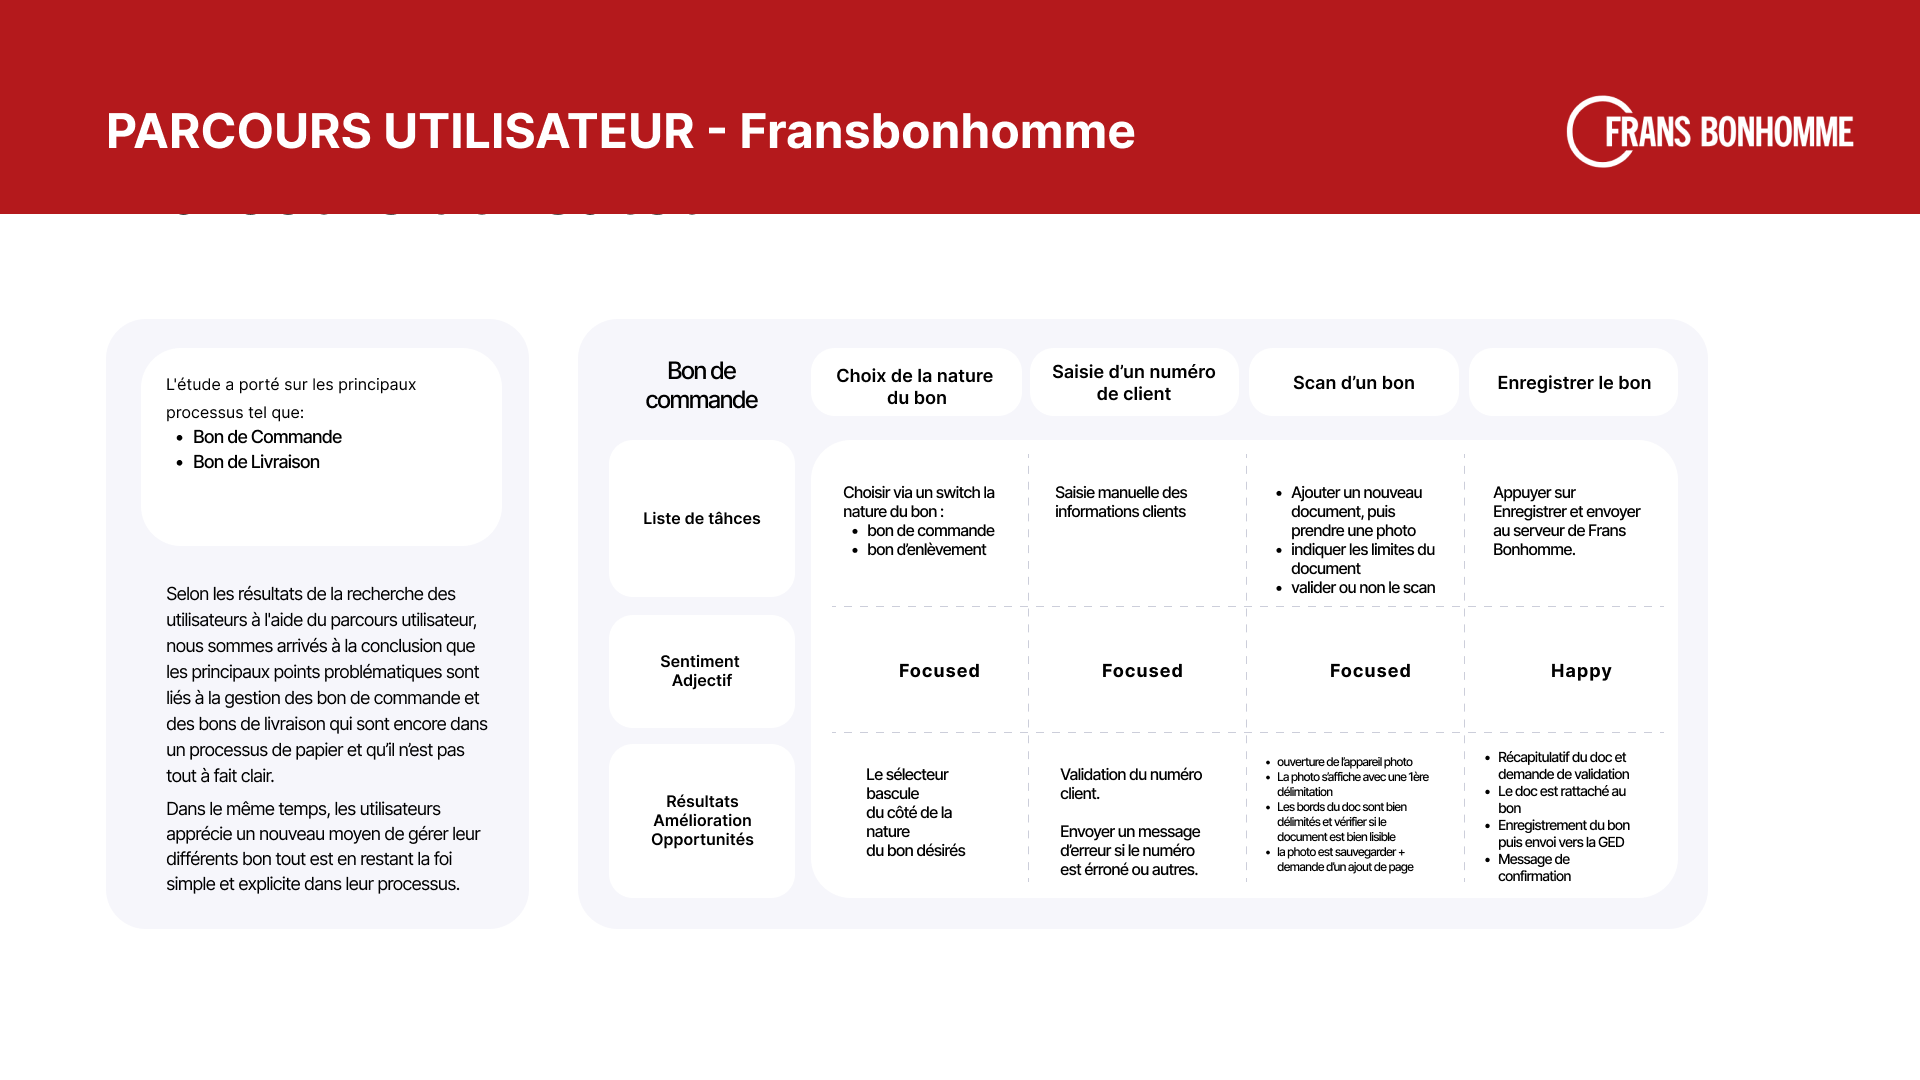 PARCOURS UTILISATEUR - Fransbonhomme
FRANS BONHOMME
L'étude a porté sur les principaux
processus tel que:
• Bon de Commande
• Bon de Livraison
Selon les résultats de la recherche des
utilisateurs à l'aide du parcours utilisateur,
nous sommes arrivés à la conclusion que
les principaux points problématiques sont
liés à la gestion des bon de commande et
des bons de livraison qui sont encore dans
un processus de papier et qu’il n’est pas
tout à fait clair.
Dans le même temps, les utilisateurs
apprécie un nouveau moyen de gérer leur
différents bon tout est en restant la foi
simple et explicite dans leur processus.
Bon de
commande
Choix de la nature
du bon
Saisie d’un numéro
de client
Scan d’un bon
Enregistrer le bon
Liste de tâhces
Choisir via un switch la
nature du bon :
• bon de commande
• bon d’enlèvement
Saisie manuelle des
informations clients
• Ajouter un nouveau
document, puis
prendre une photo
• indiquer les limites du
document
• valider ou non le scan
Appuyer sur
Enregistrer et envoyer
au serveur de Frans
Bonhomme.
Sentiment
Adjectif
Focused
Focused
Focused
Happy
Résultats
Amélioration
Opportunités
Le sélecteur
bascule
du côté de la
nature
du bon désirés
Validation du numéro
client.
Envoyer un message
d’erreur si le numéro
est érroné ou autres.
• ouverture de l’appareil photo
• La photo s’affiche avec une 1ère
délimitation
• Les bords du doc sont bien
délimités et vérifier si le
document est bien lisible
• la photo est sauvegarder +
demande d’un ajout de page
• Récapitulatif du doc et
demande de validation
• Le doc est rattaché au
bon
• Enregistrement du bon
puis envoi vers la GED
• Message de
confirmation